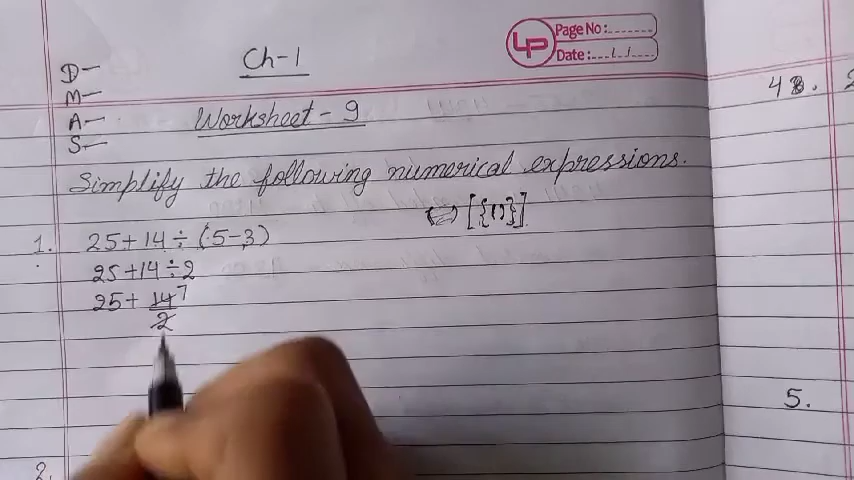 LP Page No :
Date :
Ch-1
D-
M-
A-
S-
Worksheet - 9
Simplify the following numerical expressions.
[{()}]
1. 25+14÷(5-3)
25+14÷2
25+ 14 7
2
2.
4
5.